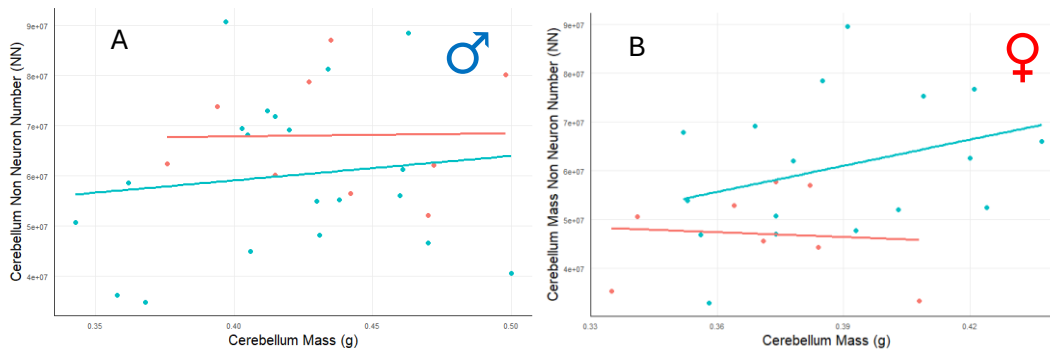 A
Cerebellum Non Neuron Number (NN)
9e+07
8e+07
7e+07
6e+07
5e+07
4e+07
0.35
0.40
0.45
0.50
Cerebellum Mass (g)
B
Cerebellum Mass Non Neuron Number (NN)
9e+07
8e+07
7e+07
6e+07
5e+07
4e+07
0.33
0.36
0.39
0.42
Cerebellum Mass (g)